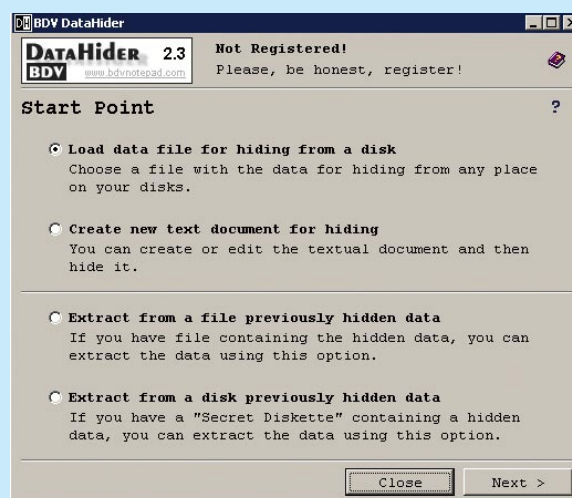 BDV DataHider
DATAHIDER 2.3
BDV www.bdvnotepad.com
Not Registered!
Please, be honest, register!
Start Point
?
Load data file for hiding from a disk
Choose a file with the data for hiding from any place
on your disks.
Create new text document for hiding
You can create or edit the textual document and then
hide it.
Extract from a file previously hidden data
If you have file containing the hidden data, you can
extract the data using this option.
Extract from a disk previously hidden data
If you have a "Secret Diskette" containing a hidden
data, you can extract the data using this option.
Close Next >